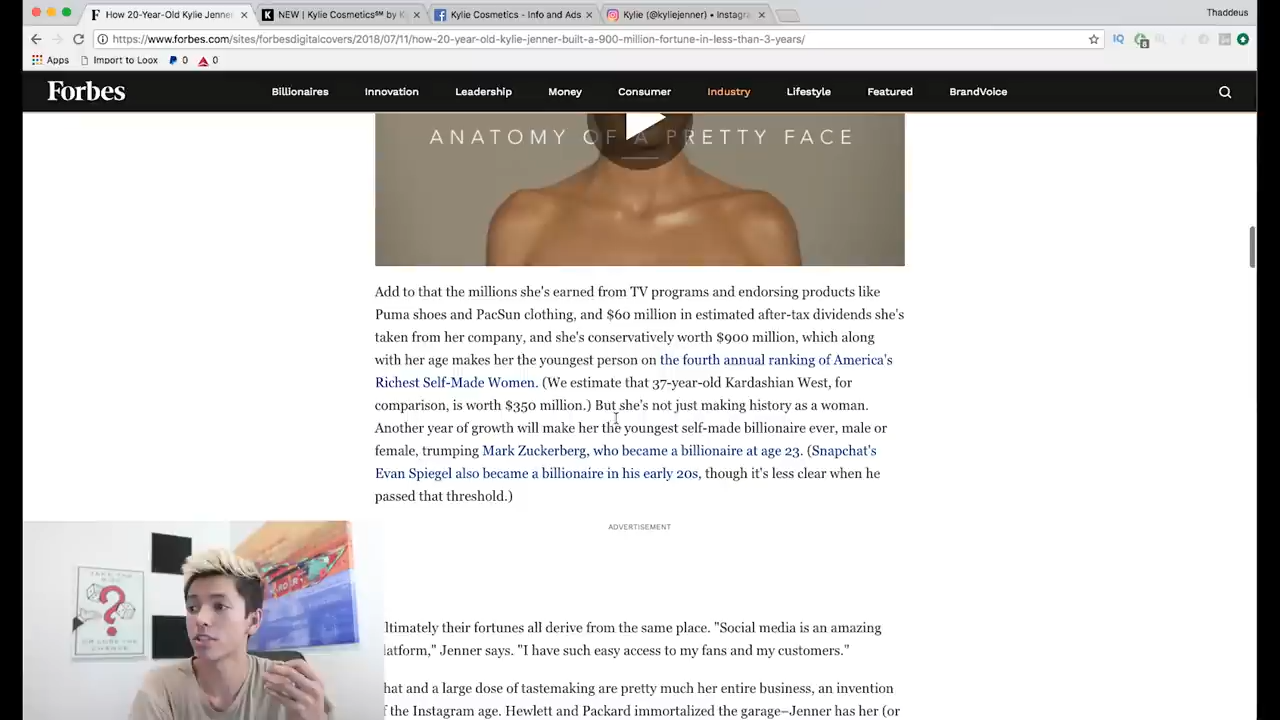 How 20-Year-Old Kylie Jenner
NEW | Kylie Cosmetics℠ by K
Kylie Cosmetics - Info and Ads
Kylie (@kyliejenner) • Instagra
Thaddeus
https://www.forbes.com/sites/forbesdigitalcovers/2018/07/11/how-20-year-old-kylie-jenner-built-a-900-million-fortune-in-less-than-3-years/
Apps
Import to Loox
0
0
Forbes
Billionaires
Innovation
Leadership
Money
Consumer
Industry
Lifestyle
Featured
BrandVoice
ANATOMY OF A PRETTY FACE
Add to that the millions she's earned from TV programs and endorsing products like
Puma shoes and PacSun clothing, and $60 million in estimated after-tax dividends she's
taken from her company, and she's conservatively worth $900 million, which along
with her age makes her the youngest person on the fourth annual ranking of America's
Richest Self-Made Women. (We estimate that 37-year-old Kardashian West, for
comparison, is worth $350 million.) But she's not just making history as a woman.
Another year of growth will make her the youngest self-made billionaire ever, male or
female, trumping Mark Zuckerberg, who became a billionaire at age 23. (Snapchat's
Evan Spiegel also became a billionaire in his early 20s, though it's less clear when he
passed that threshold.)
ADVERTISEMENT
ltimately their fortunes all derive from the same place. "Social media is an amazing
latform," Jenner says. "I have such easy access to my fans and my customers."
hat and a large dose of tastemaking are pretty much her entire business, an invention
f the Instagram age. Hewlett and Packard immortalized the garage–Jenner has her (or
TAKE THE
OR LOSE THE
CHANCE